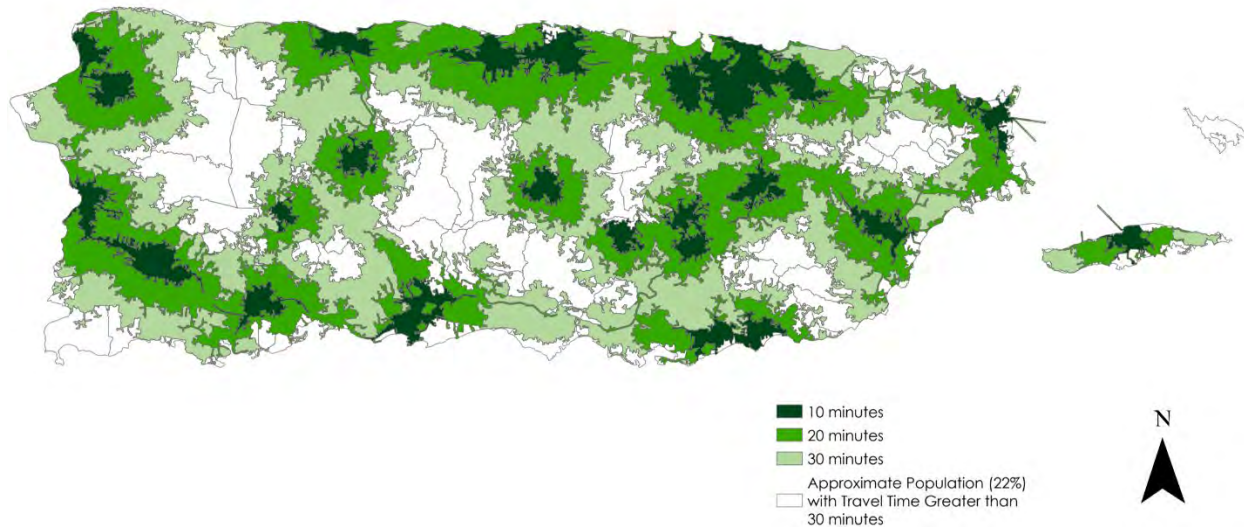 10 minutes
20 minutes
30 minutes
Approximate Population (22%)
with Travel Time Greater than
30 minutes
N